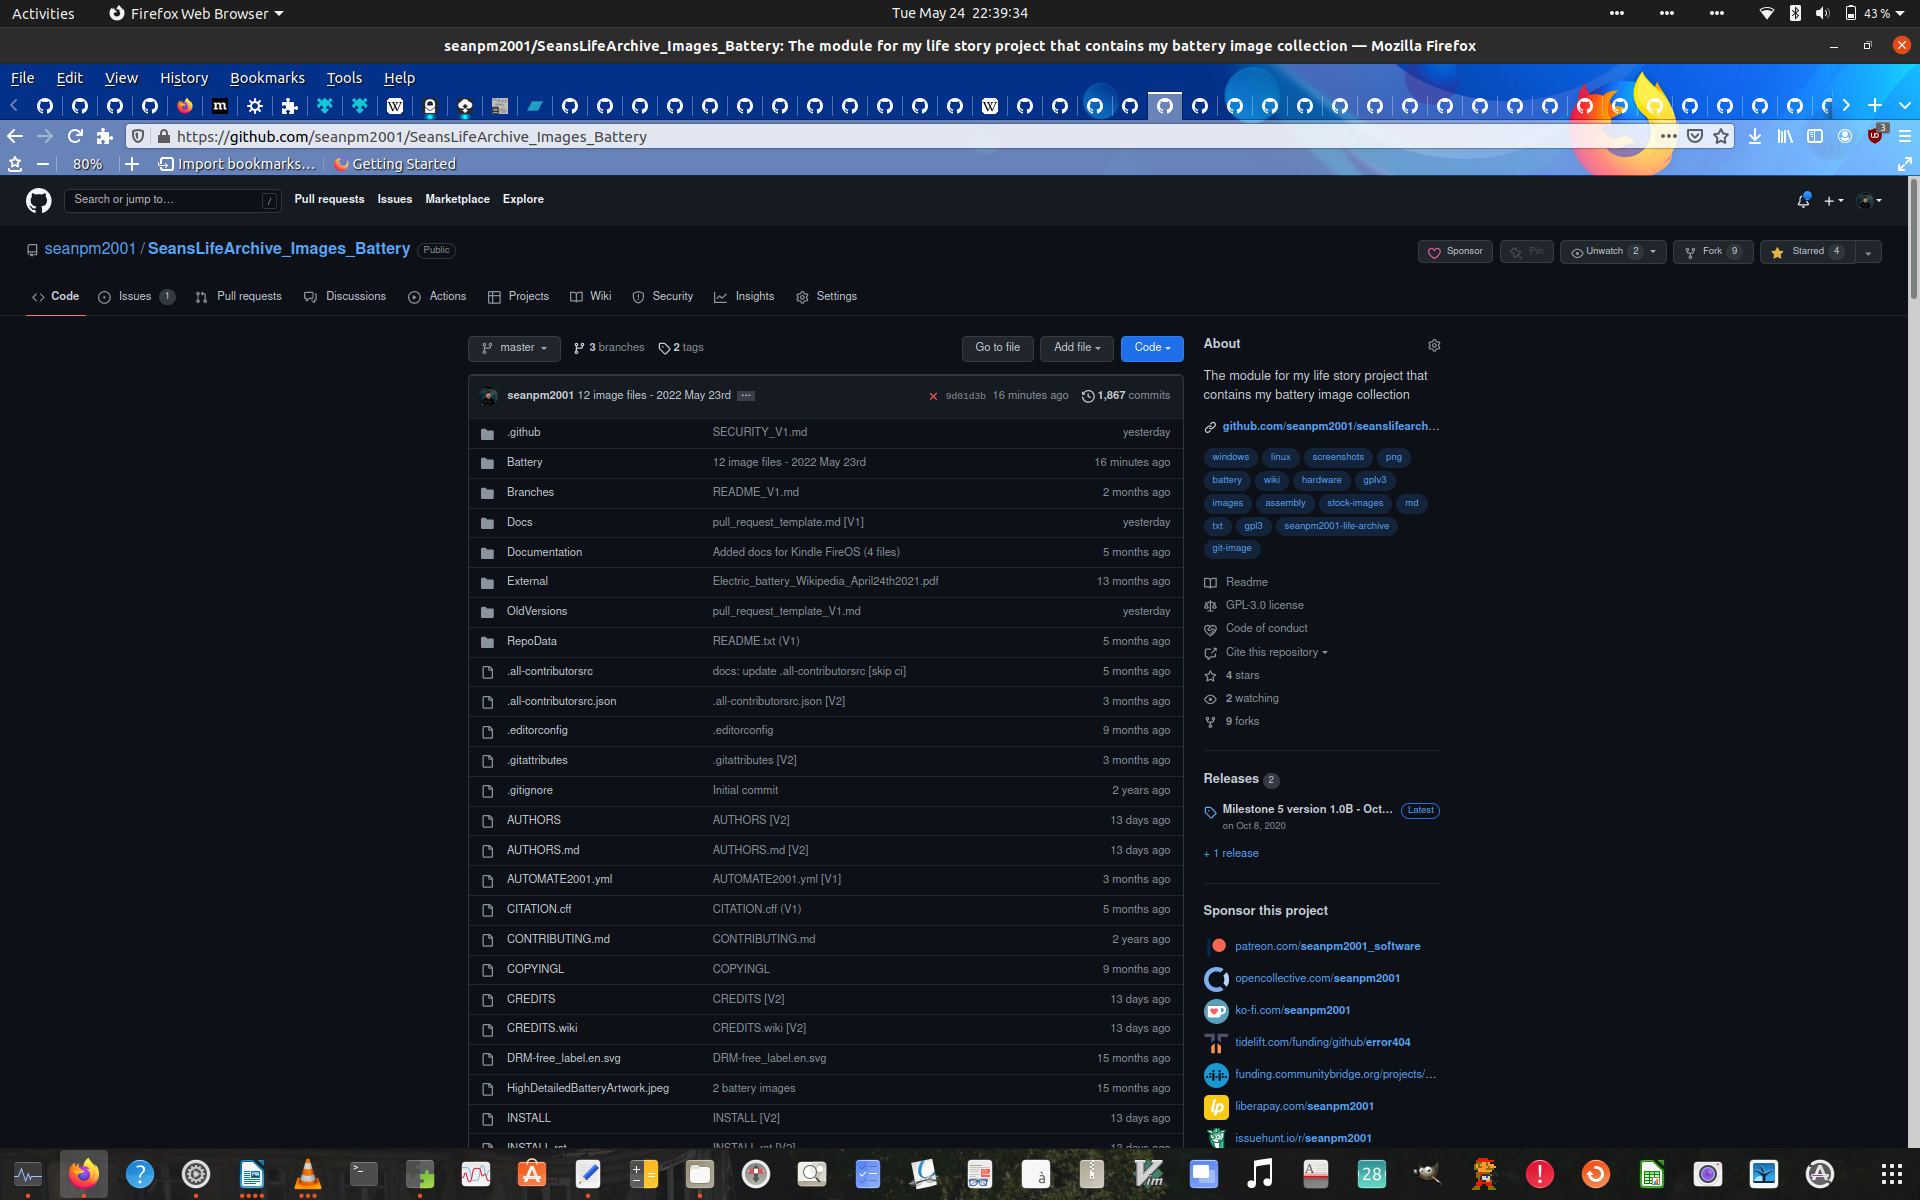 Activities Firefox Web Browser Tue May 24 22:39:34 43 %
seanpm2001/SeansLifeArchive_Images_Battery: The module for my life story project that contains my battery image collection — Mozilla Firefox
File Edit View History Bookmarks Tools Help
https://github.com/seanpm2001/SeansLifeArchive_Images_Battery 3
80% Import bookmarks... Getting Started
Search or jump to... / Pull requests Issues Marketplace Explore
seanpm2001 / SeansLifeArchive_Images_Battery Public Sponsor Pin Unwatch 2 Fork 9 Starred 4
Code Issues 1 Pull requests Discussions Actions Projects Wiki Security Insights Settings
master 3 branches 2 tags Go to file Add file Code
seanpm2001 12 image files - 2022 May 23rd 9d01d3b 16 minutes ago 1,867 commits
.github SECURITY_V1.md yesterday
Battery 12 image files - 2022 May 23rd 16 minutes ago
Branches README_V1.md 2 months ago
Docs pull_request_template.md [V1] yesterday
Documentation Added docs for Kindle FireOS (4 files) 5 months ago
External Electric_battery_Wikipedia_April24th2021.pdf 13 months ago
OldVersions pull_request_template_V1.md yesterday
RepoData README.txt (V1) 5 months ago
.all-contributorsrc docs: update .all-contributorsrc [skip ci] 5 months ago
.all-contributorsrc.json .all-contributorsrc.json [V2] 3 months ago
.editorconfig .editorconfig 9 months ago
.gitattributes .gitattributes [V2] 3 months ago
.gitignore Initial commit 2 years ago
AUTHORS AUTHORS [V2] 13 days ago
AUTHORS.md AUTHORS.md [V2] 13 days ago
AUTOMATE2001.yml AUTOMATE2001.yml [V1] 3 months ago
CITATION.cff CITATION.cff (V1) 5 months ago
CONTRIBUTING.md CONTRIBUTING.md 2 years ago
COPYINGL COPYINGL 9 months ago
CREDITS CREDITS [V2] 13 days ago
CREDITS.wiki CREDITS.wiki [V2] 13 days ago
DRM-free_label.en.svg DRM-free_label.en.svg 15 months ago
HighDetailedBatteryArtwork.jpeg 2 battery images 15 months ago
INSTALL INSTALL [V2] 13 days ago
INSTALL.rst INSTALL.rst [V2] 13 days ago
About
The module for my life story project that
contains my battery image collection
github.com/seanpm2001/seanslifearch...
windows linux screenshots png
battery wiki hardware gplv3
images assembly stock-images md
txt gpl3 seanpm2001-life-archive
git-image
Readme
GPL-3.0 license
Code of conduct
Cite this repository
4 stars
2 watching
9 forks
Releases 2
Milestone 5 version 1.0B - Oct... Latest
on Oct 8, 2020
+ 1 release
Sponsor this project
patreon.com/seanpm2001_software
opencollective.com/seanpm2001
ko-fi.com/seanpm2001
tidelift.com/funding/github/error404
funding.communitybridge.org/projects/...
liberapay.com/seanpm2001
issuehunt.io/r/seanpm2001
28